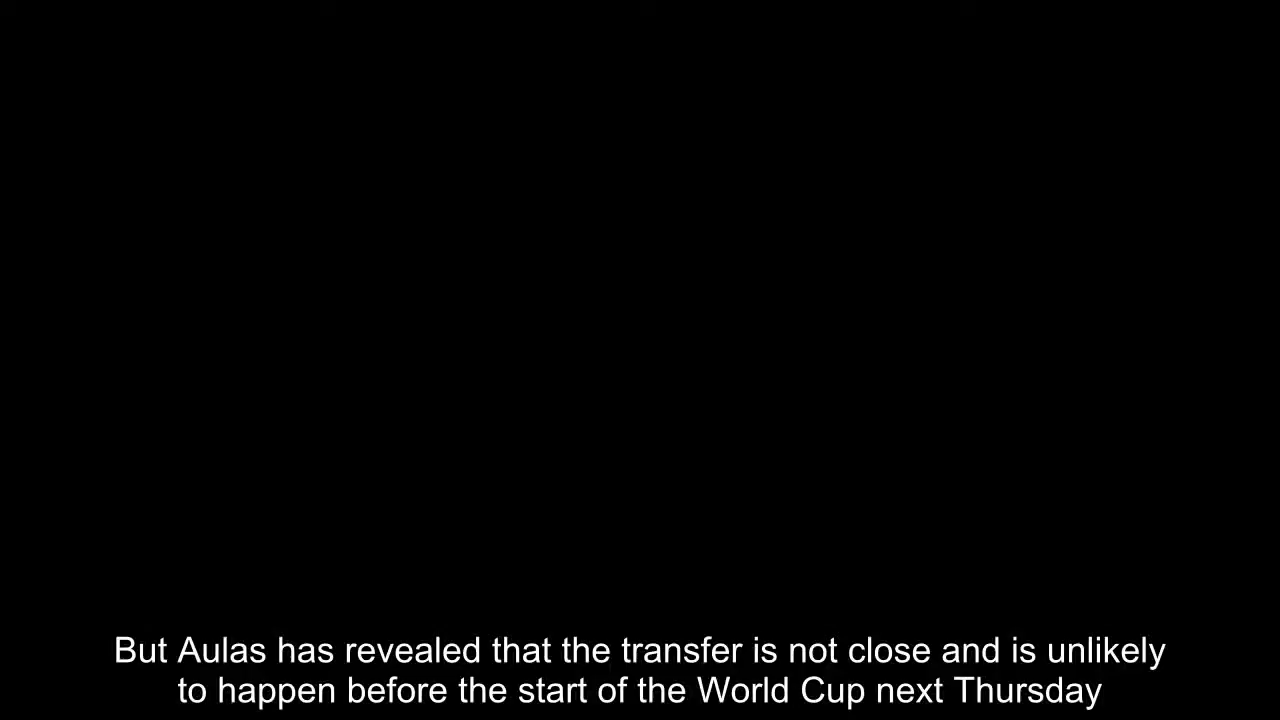 But Aulas has revealed that the transfer is not close and is unlikely
to happen before the start of the World Cup next Thursday